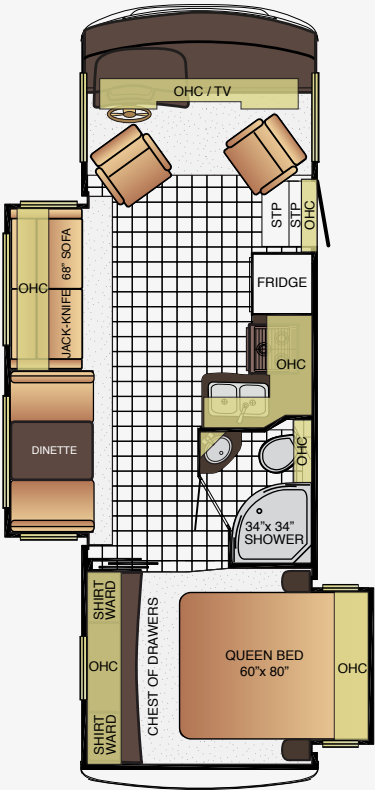 OHC / TV
STP
STP
OHC
68” SOFA
OHC
JACK-KNIFE
FRIDGE
OHC
DINETTE
OHC
34”x 34”
SHOWER
SHIRT
WARD
CHEST OF DRAWERS
OHC
QUEEN BED
60”x 80”
OHC
SHIRT
WARD